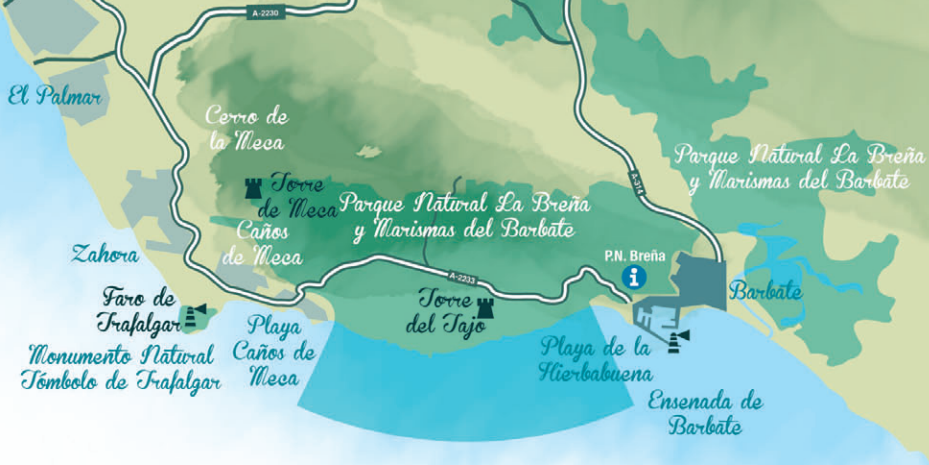 A-2230
El Palmar
Cerro de
la Meca
Parque Natural La Breña
y Marismas del Barbate
A-314
Torre
de Meca
Parque Natural La Breña
y Marismas del Barbate
Caños
de Meca
Zahora
P.N. Breña
i
A-2233
Barbate
Faro de
Trafalgar
Torre
del Tajo
Monumento Natural
Tómbolo de Trafalgar
Playa
Caños de
Meca
Playa de la
Hierbabuena
Ensenada de
Barbate